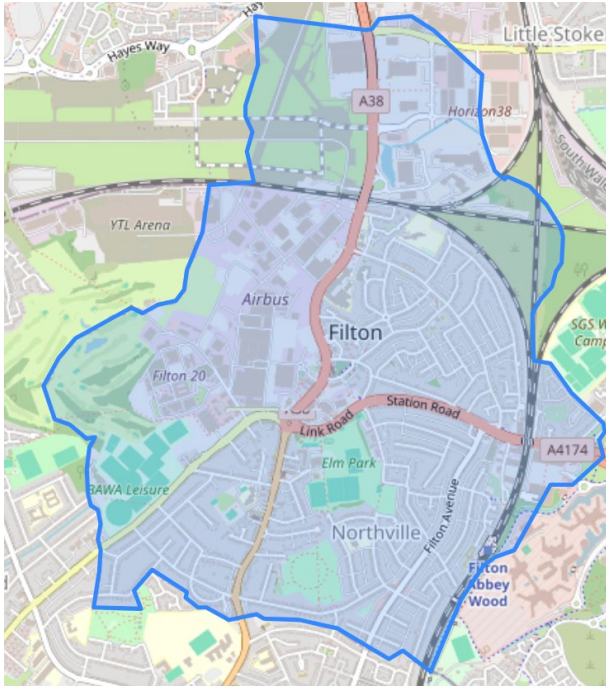 Hayes Way
Little Stoke
A38
Horizon38
YTL Arena
Airbus
Filton
Filton 20
SGS W
Camp
Station Road
Link Road
A4174
Elm Park
BAWA Leisure
Filton Avenue
Northville
Filton
Abbey
Wood